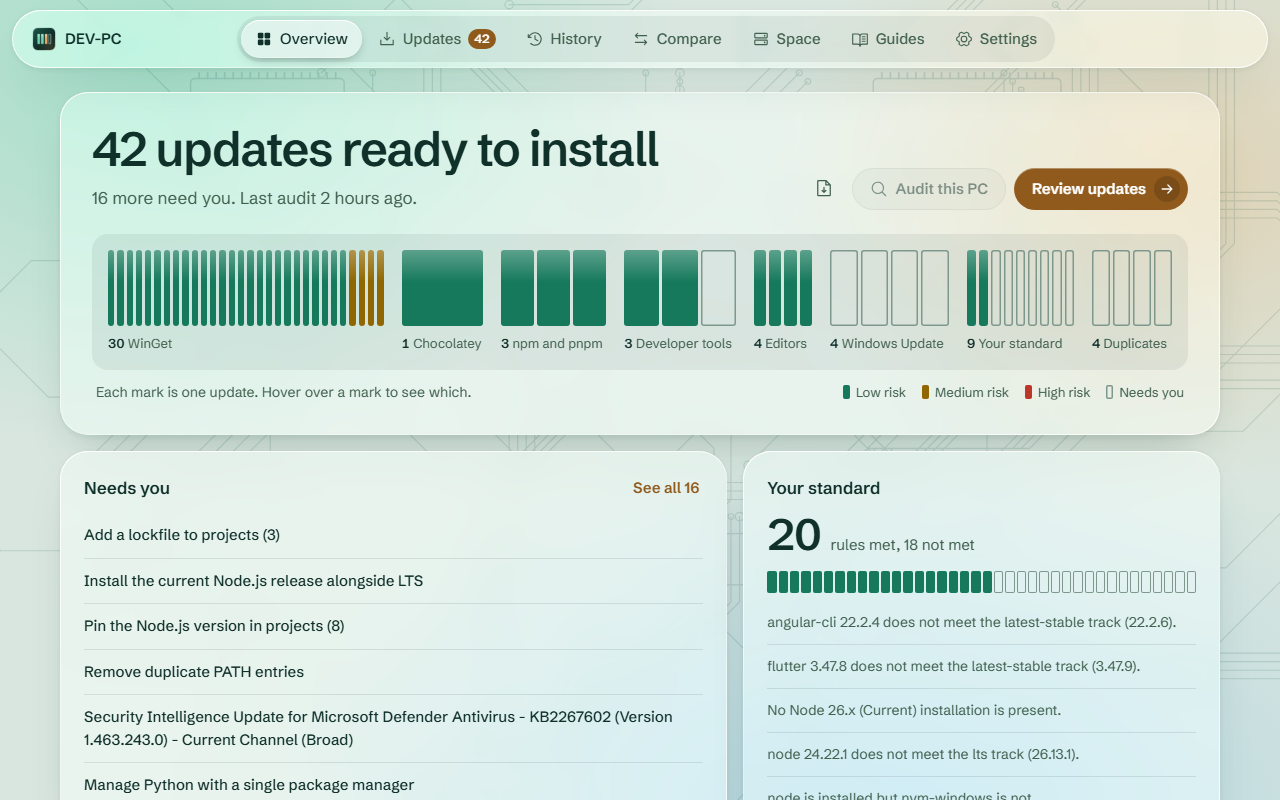 DEV-PC
Overview
Updates 42
History
Compare
Space
Guides
Settings
42 updates ready to install
16 more need you. Last audit 2 hours ago.
Audit this PC
Review updates
30 WinGet
1 Chocolatey
3 npm and pnpm
3 Developer tools
4 Editors
4 Windows Update
9 Your standard
4 Duplicates
Each mark is one update. Hover over a mark to see which.
Low risk
Medium risk
High risk
Needs you
Needs you
See all 16
Add a lockfile to projects (3)
Install the current Node.js release alongside LTS
Pin the Node.js version in projects (8)
Remove duplicate PATH entries
Security Intelligence Update for Microsoft Defender Antivirus - KB2267602 (Version
1.463.243.0) - Current Channel (Broad)
Manage Python with a single package manager
Your standard
20 rules met, 18 not met
angular-cli 22.2.4 does not meet the latest-stable track (22.2.6).
flutter 3.47.8 does not meet the latest-stable track (3.47.9).
No Node 26.x (Current) installation is present.
node 24.22.1 does not meet the lts track (26.13.1).
node is installed but nvm-windows is not.